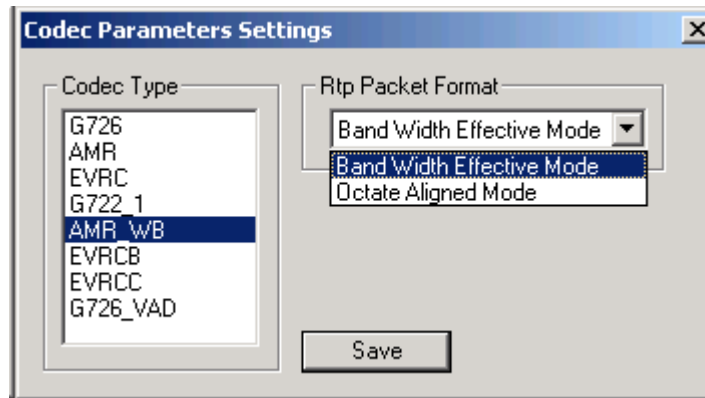 Codec Parameters Settings
Codec Type
G726
AMR
EVRC
G722_1
AMR_WB
EVRCB
EVRCC
G726_VAD
Rtp Packet Format
Band Width Effective Mode
Band Width Effective Mode
Octate Aligned Mode
Save